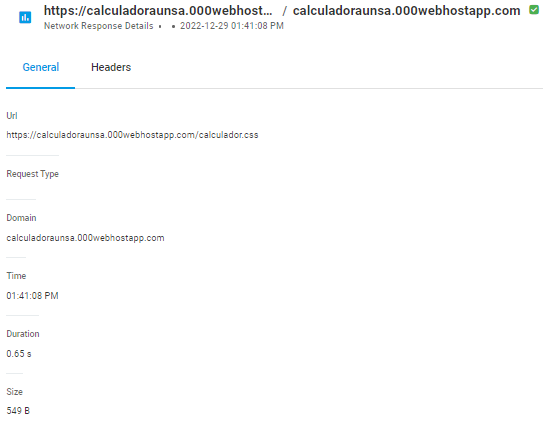 https://calculadoraunsa.000webhost... / calculadoraunsa.000webhostapp.com
Network Response Details • • 2022-12-29 01:41:08 PM
General Headers
Url
https://calculadoraunsa.000webhostapp.com/calculador.css
Request Type
Domain
calculadoraunsa.000webhostapp.com
Time
01:41:08 PM
Duration
0.65 s
Size
549 B